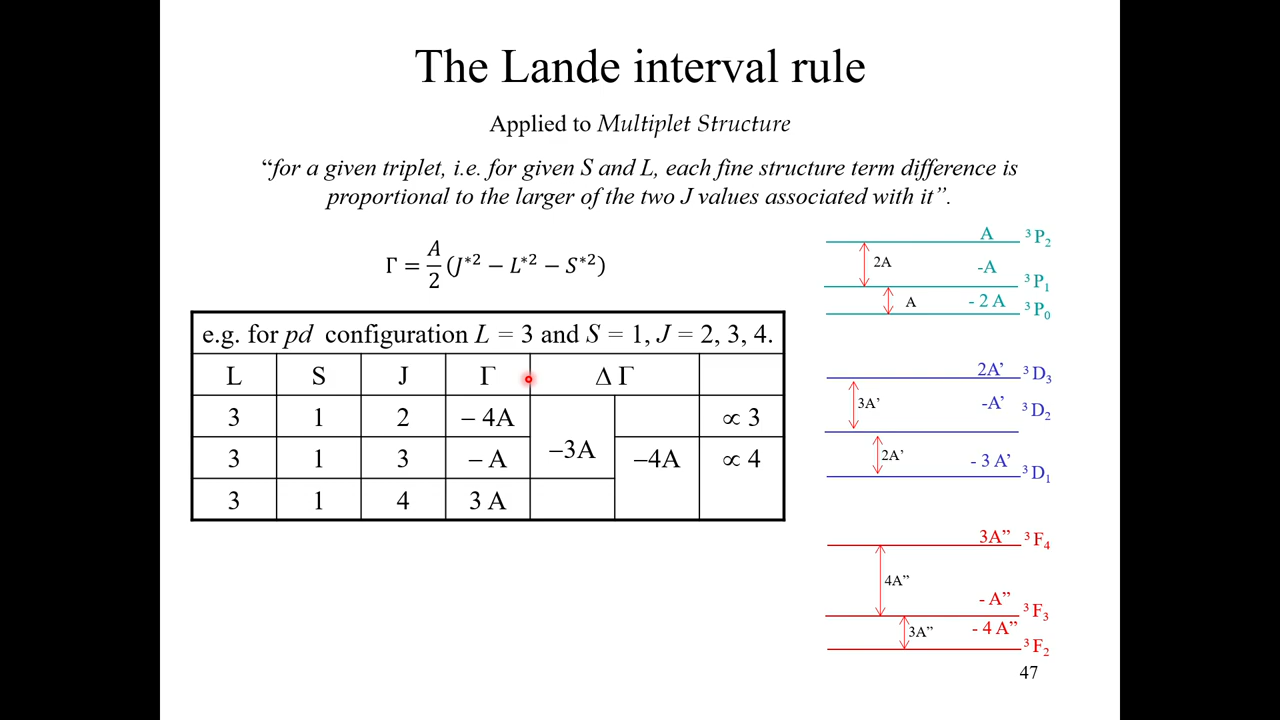 The Lande interval rule
Applied to Multiplet Structure
“for a given triplet, i.e. for given S and L, each fine structure term difference is
proportional to the larger of the two J values associated with it”.
Γ = A/2 (J*² − L*² − S*²)
e.g. for pd configuration L = 3 and S = 1, J = 2, 3, 4.
L S J Γ Δ Γ
3 1 2 – 4A ∝ 3
–3A
3 1 3 – A –4A ∝ 4
3 1 4 3 A
A ³P₂
2A
-A
³P₁
A - 2 A ³P₀
2A’ ³D₃
3A’ -A’ ³D₂
2A’ - 3 A’ ³D₁
3A” ³F₄
4A”
- A” ³F₃
3A” - 4 A”
³F₂
47